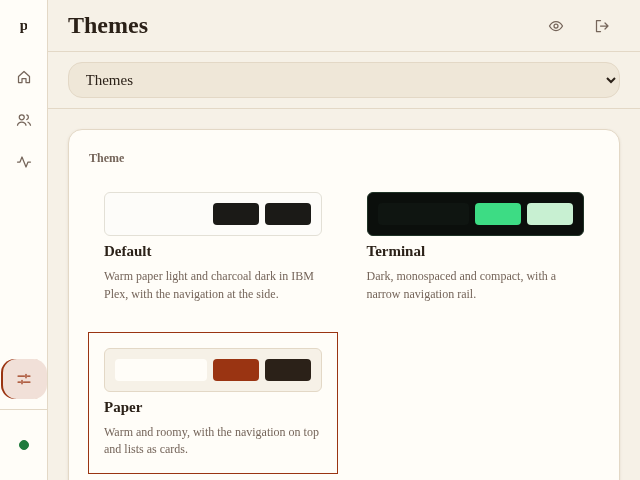 p
Themes
Themes
Theme
Default
Warm paper light and charcoal dark in IBM
Plex, with the navigation at the side.
Terminal
Dark, monospaced and compact, with a
narrow navigation rail.
Paper
Warm and roomy, with the navigation on top
and lists as cards.